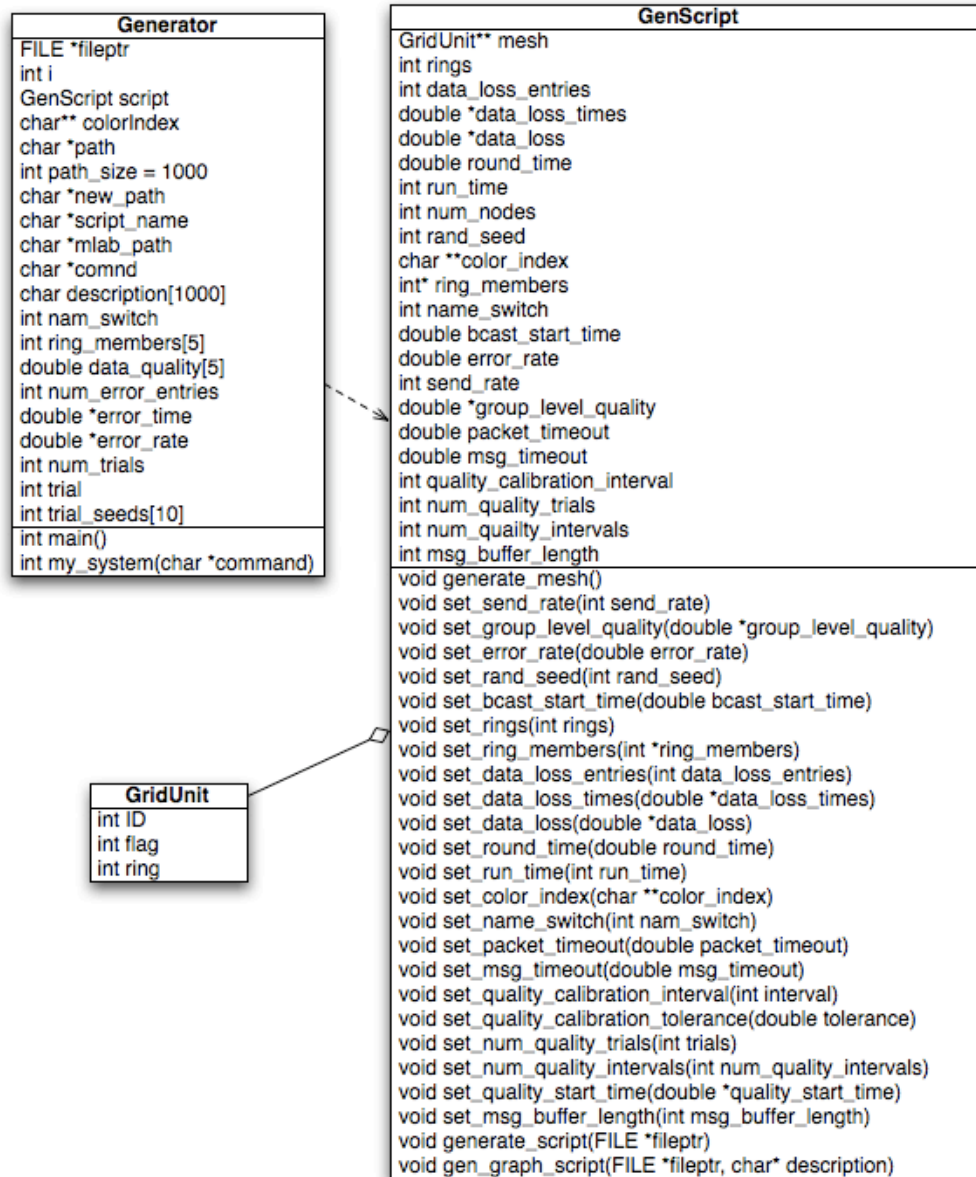 Generator
FILE *fileptr
int i
GenScript script
char** colorIndex
char *path
int path_size = 1000
char *new_path
char *script_name
char *mlab_path
char *comnd
char description[1000]
int nam_switch
int ring_members[5]
double data_quality[5]
int num_error_entries
double *error_time
double *error_rate
int num_trials
int trial
int trial_seeds[10]
int main()
int my_system(char *command)
GenScript
GridUnit** mesh
int rings
int data_loss_entries
double *data_loss_times
double *data_loss
double round_time
int run_time
int num_nodes
int rand_seed
char **color_index
int* ring_members
int name_switch
double bcast_start_time
double error_rate
int send_rate
double *group_level_quality
double packet_timeout
double msg_timeout
int quality_calibration_interval
int num_quality_trials
int num_quailty_intervals
int msg_buffer_length
void generate_mesh()
void set_send_rate(int send_rate)
void set_group_level_quality(double *group_level_quality)
void set_error_rate(double error_rate)
void set_rand_seed(int rand_seed)
void set_bcast_start_time(double bcast_start_time)
void set_rings(int rings)
void set_ring_members(int *ring_members)
void set_data_loss_entries(int data_loss_entries)
void set_data_loss_times(double *data_loss_times)
void set_data_loss(double *data_loss)
void set_round_time(double round_time)
void set_run_time(int run_time)
void set_color_index(char **color_index)
void set_name_switch(int nam_switch)
void set_packet_timeout(double packet_timeout)
void set_msg_timeout(double msg_timeout)
void set_quality_calibration_interval(int interval)
void set_quality_calibration_tolerance(double tolerance)
void set_num_quality_trials(int trials)
void set_num_quality_intervals(int num_quality_intervals)
void set_quality_start_time(double *quality_start_time)
void set_msg_buffer_length(int msg_buffer_length)
void generate_script(FILE *fileptr)
void gen_graph_script(FILE *fileptr, char* description)
GridUnit
int ID
int flag
int ring